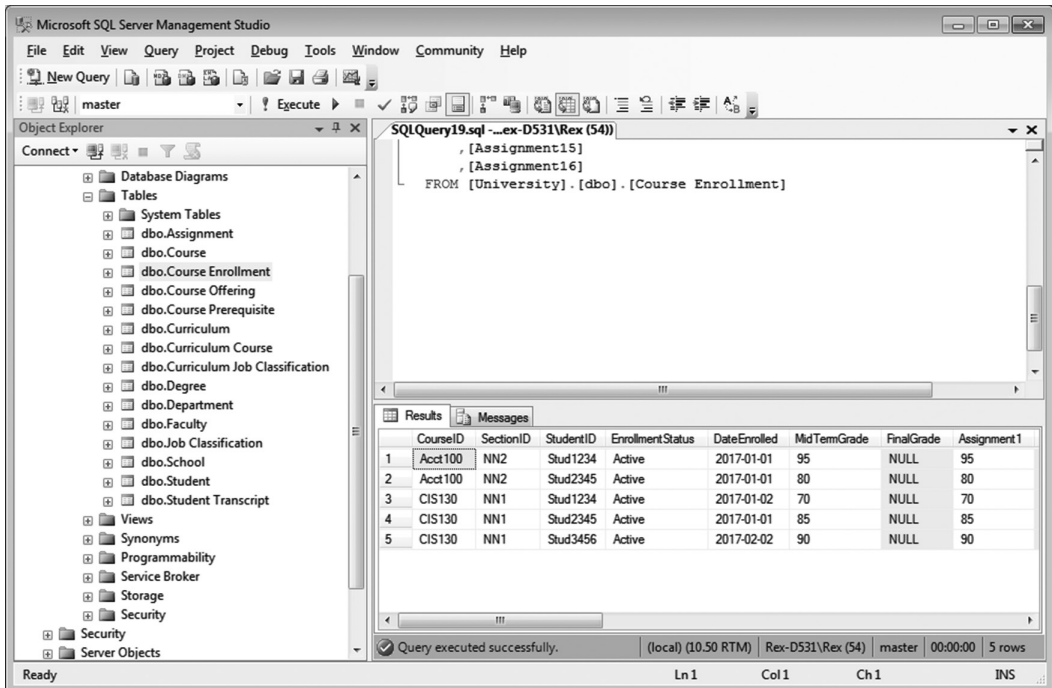 Microsoft SQL Server Management Studio
File Edit View Query Project Debug Tools Window Community Help
New Query
master Execute
Object Explorer
Connect
Database Diagrams
Tables
System Tables
dbo.Assignment
dbo.Course
dbo.Course Enrollment
dbo.Course Offering
dbo.Course Prerequisite
dbo.Curriculum
dbo.Curriculum Course
dbo.Curriculum Job Classification
dbo.Degree
dbo.Department
dbo.Faculty
dbo.Job Classification
dbo.School
dbo.Student
dbo.Student Transcript
Views
Synonyms
Programmability
Service Broker
Storage
Security
Security
Server Objects
SQLQuery19.sql -...ex-D531\Rex (54))
,[Assignment15]
,[Assignment16]
FROM [University].[dbo].[Course Enrollment]
Results Messages
CourseID SectionID StudentID EnrollmentStatus DateEnrolled MidTermGrade FinalGrade Assignment1
1 Acct100 NN2 Stud1234 Active 2017-01-01 95 NULL 95
2 Acct100 NN2 Stud2345 Active 2017-01-01 80 NULL 80
3 CIS130 NN1 Stud1234 Active 2017-01-02 70 NULL 70
4 CIS130 NN1 Stud2345 Active 2017-01-01 85 NULL 85
5 CIS130 NN1 Stud3456 Active 2017-02-02 90 NULL 90
Query executed successfully. (local) (10.50 RTM) Rex-D531\Rex (54) master 00:00:00 5 rows
Ready Ln 1 Col 1 Ch 1 INS